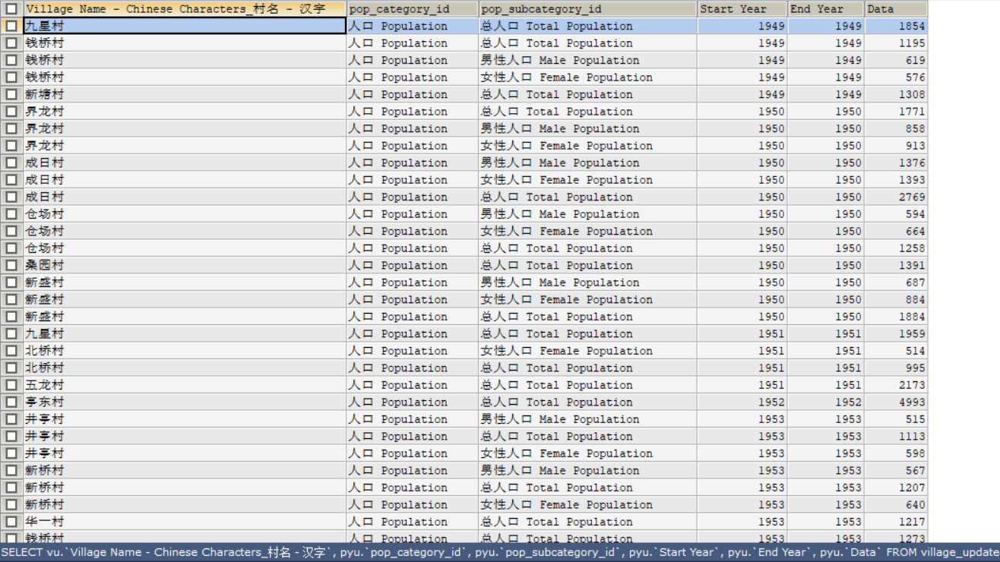 Village Name - Chinese Characters_村名 - 汉字 pop_category_id pop_subcategory_id Start Year End Year Data
九星村 人口 Population 总人口 Total Population 1949 1949 1854
钱桥村 人口 Population 总人口 Total Population 1949 1949 1195
钱桥村 人口 Population 男性人口 Male Population 1949 1949 619
钱桥村 人口 Population 女性人口 Female Population 1949 1949 576
新塘村 人口 Population 总人口 Total Population 1949 1949 1308
界龙村 人口 Population 总人口 Total Population 1950 1950 1771
界龙村 人口 Population 男性人口 Male Population 1950 1950 858
界龙村 人口 Population 女性人口 Female Population 1950 1950 913
成日村 人口 Population 男性人口 Male Population 1950 1950 1376
成日村 人口 Population 女性人口 Female Population 1950 1950 1393
成日村 人口 Population 总人口 Total Population 1950 1950 2769
仓场村 人口 Population 男性人口 Male Population 1950 1950 594
仓场村 人口 Population 女性人口 Female Population 1950 1950 664
仓场村 人口 Population 总人口 Total Population 1950 1950 1258
桑园村 人口 Population 总人口 Total Population 1950 1950 1391
新盛村 人口 Population 男性人口 Male Population 1950 1950 687
新盛村 人口 Population 女性人口 Female Population 1950 1950 884
新盛村 人口 Population 总人口 Total Population 1950 1950 1884
九星村 人口 Population 总人口 Total Population 1951 1951 1959
北桥村 人口 Population 女性人口 Female Population 1951 1951 514
北桥村 人口 Population 总人口 Total Population 1951 1951 995
五龙村 人口 Population 总人口 Total Population 1951 1951 2173
亭东村 人口 Population 总人口 Total Population 1952 1952 4993
井亭村 人口 Population 男性人口 Male Population 1953 1953 515
井亭村 人口 Population 总人口 Total Population 1953 1953 1113
井亭村 人口 Population 女性人口 Female Population 1953 1953 598
新桥村 人口 Population 男性人口 Male Population 1953 1953 567
新桥村 人口 Population 总人口 Total Population 1953 1953 1207
新桥村 人口 Population 女性人口 Female Population 1953 1953 640
华一村 人口 Population 总人口 Total Population 1953 1953 1217
钱桥村 人口 Population 总人口 Total Population 1953 1953 1273
SELECT vu.`Village Name - Chinese Characters_村名 - 汉字`, pyu.`pop_category_id`, pyu.`pop_subcategory_id`, pyu.`Start Year`, pyu.`End Year`, pyu.`Data` FROM village_update